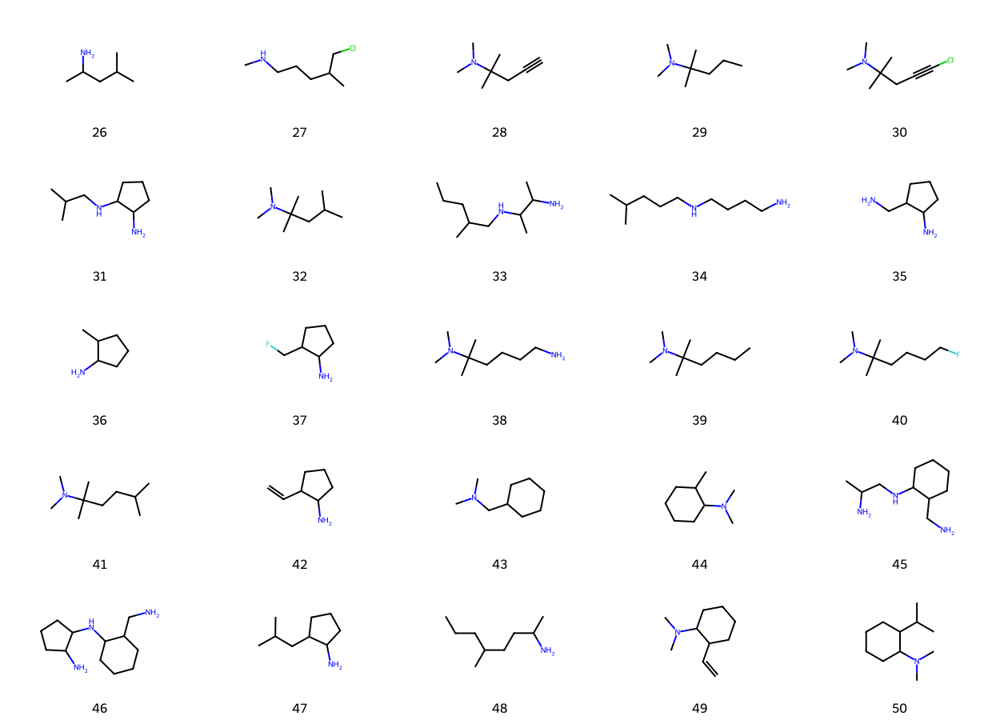 NH₂ H N Cl N N N Cl
26 27 28 29 30
N H NH₂ N H N NH₂ N H NH₂ H₂N NH₂
31 32 33 34 35
H₂N F NH₂ N NH₂ N N F
36 37 38 39 40
N NH₂ N N NH₂ N H NH₂
41 42 43 44 45
H N NH₂ NH₂ NH₂ NH₂ N N
46 47 48 49 50